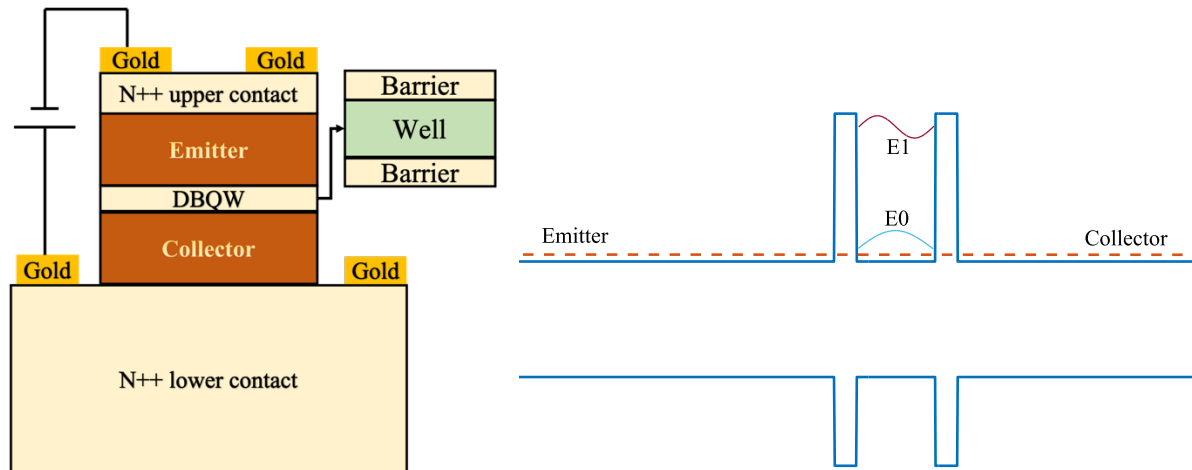 Gold
Gold
N++ upper contact
Barrier
Well
Barrier
Emitter
DBQW
Collector
Gold
Gold
N++ lower contact
E1
E0
Emitter
Collector